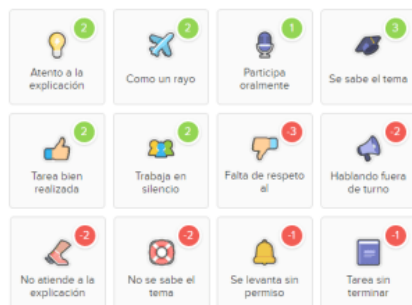 2
2
1
3
Atento a la
explicación
Como un rayo
Participa
oralmente
Se sabe el tema
2
2
-3
-2
Tarea bien
realizada
Trabaja en
silencio
Falta de respeto
al
Hablando fuera
de turno
-2
-2
-1
-1
No atiende a la
explicación
No se sabe el
tema
Se levanta sin
permiso
Tarea sin
terminar